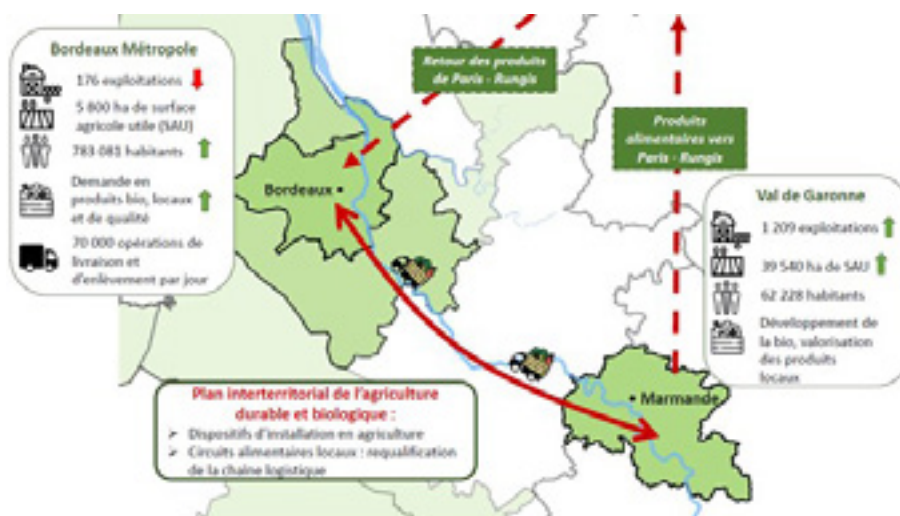 Bordeaux Métropole
176 exploitations
5 800 ha de surface
agricole utile (SAU)
783 081 habitants
Demande en
produits bio, locaux
et de qualité
70 000 opérations de
livraison et
d'enlèvement par jour
Retour des produits
de Paris - Rungis
Produits
alimentaires vers
Paris - Rungis
Bordeaux
Val de Garonne
1 209 exploitations
39 540 ha de SAU
62 228 habitants
Développement de
la bio, valorisation
des produits
locaux
Marmande
Plan interterritorial de l'agriculture
durable et biologique :
➢ Dispositifs d'installation en agriculture
➢ Circuits alimentaires locaux : requalification
de la chaîne logistique